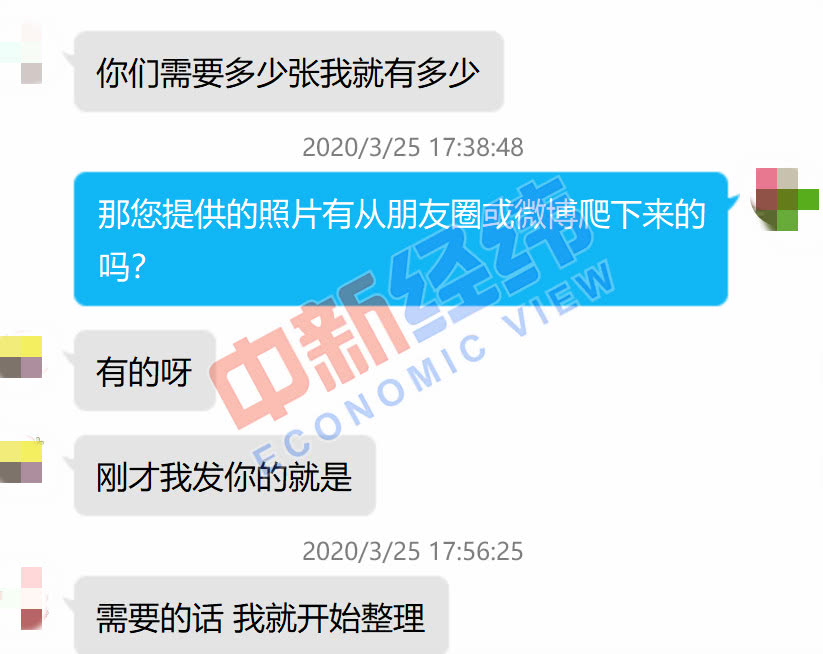 你们需要多少张我就有多少
2020/3/25 17:38:48
那您提供的照片有从朋友圈或微博爬下来的
吗?
有的呀
中新经纬
ECONOMIC VIEW
刚才我发你的就是
2020/3/25 17:56:25
需要的话 我就开始整理